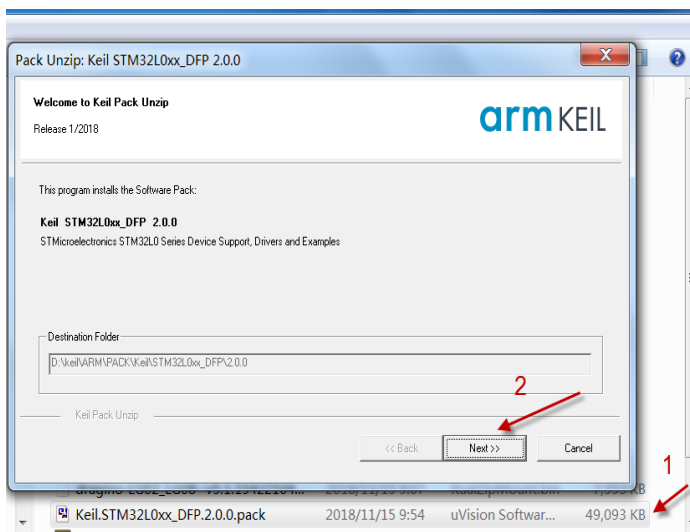 Pack Unzip: Keil STM32L0xx_DFP 2.0.0
Welcome to Keil Pack Unzip
Release 1/2018
arm KEIL
This program installs the Software Pack:
Keil STM32L0xx_DFP 2.0.0
STMicroelectronics STM32L0 Series Device Support, Drivers and Examples
Destination Folder
D:\keil\ARM\PACK\Keil\STM32L0xx_DFP\2.0.0
2
Keil Pack Unzip
<< Back Next >> Cancel
1
Keil.STM32L0xx_DFP.2.0.0.pack 2018/11/15 9:54 uVision Softwar... 49,093 KB